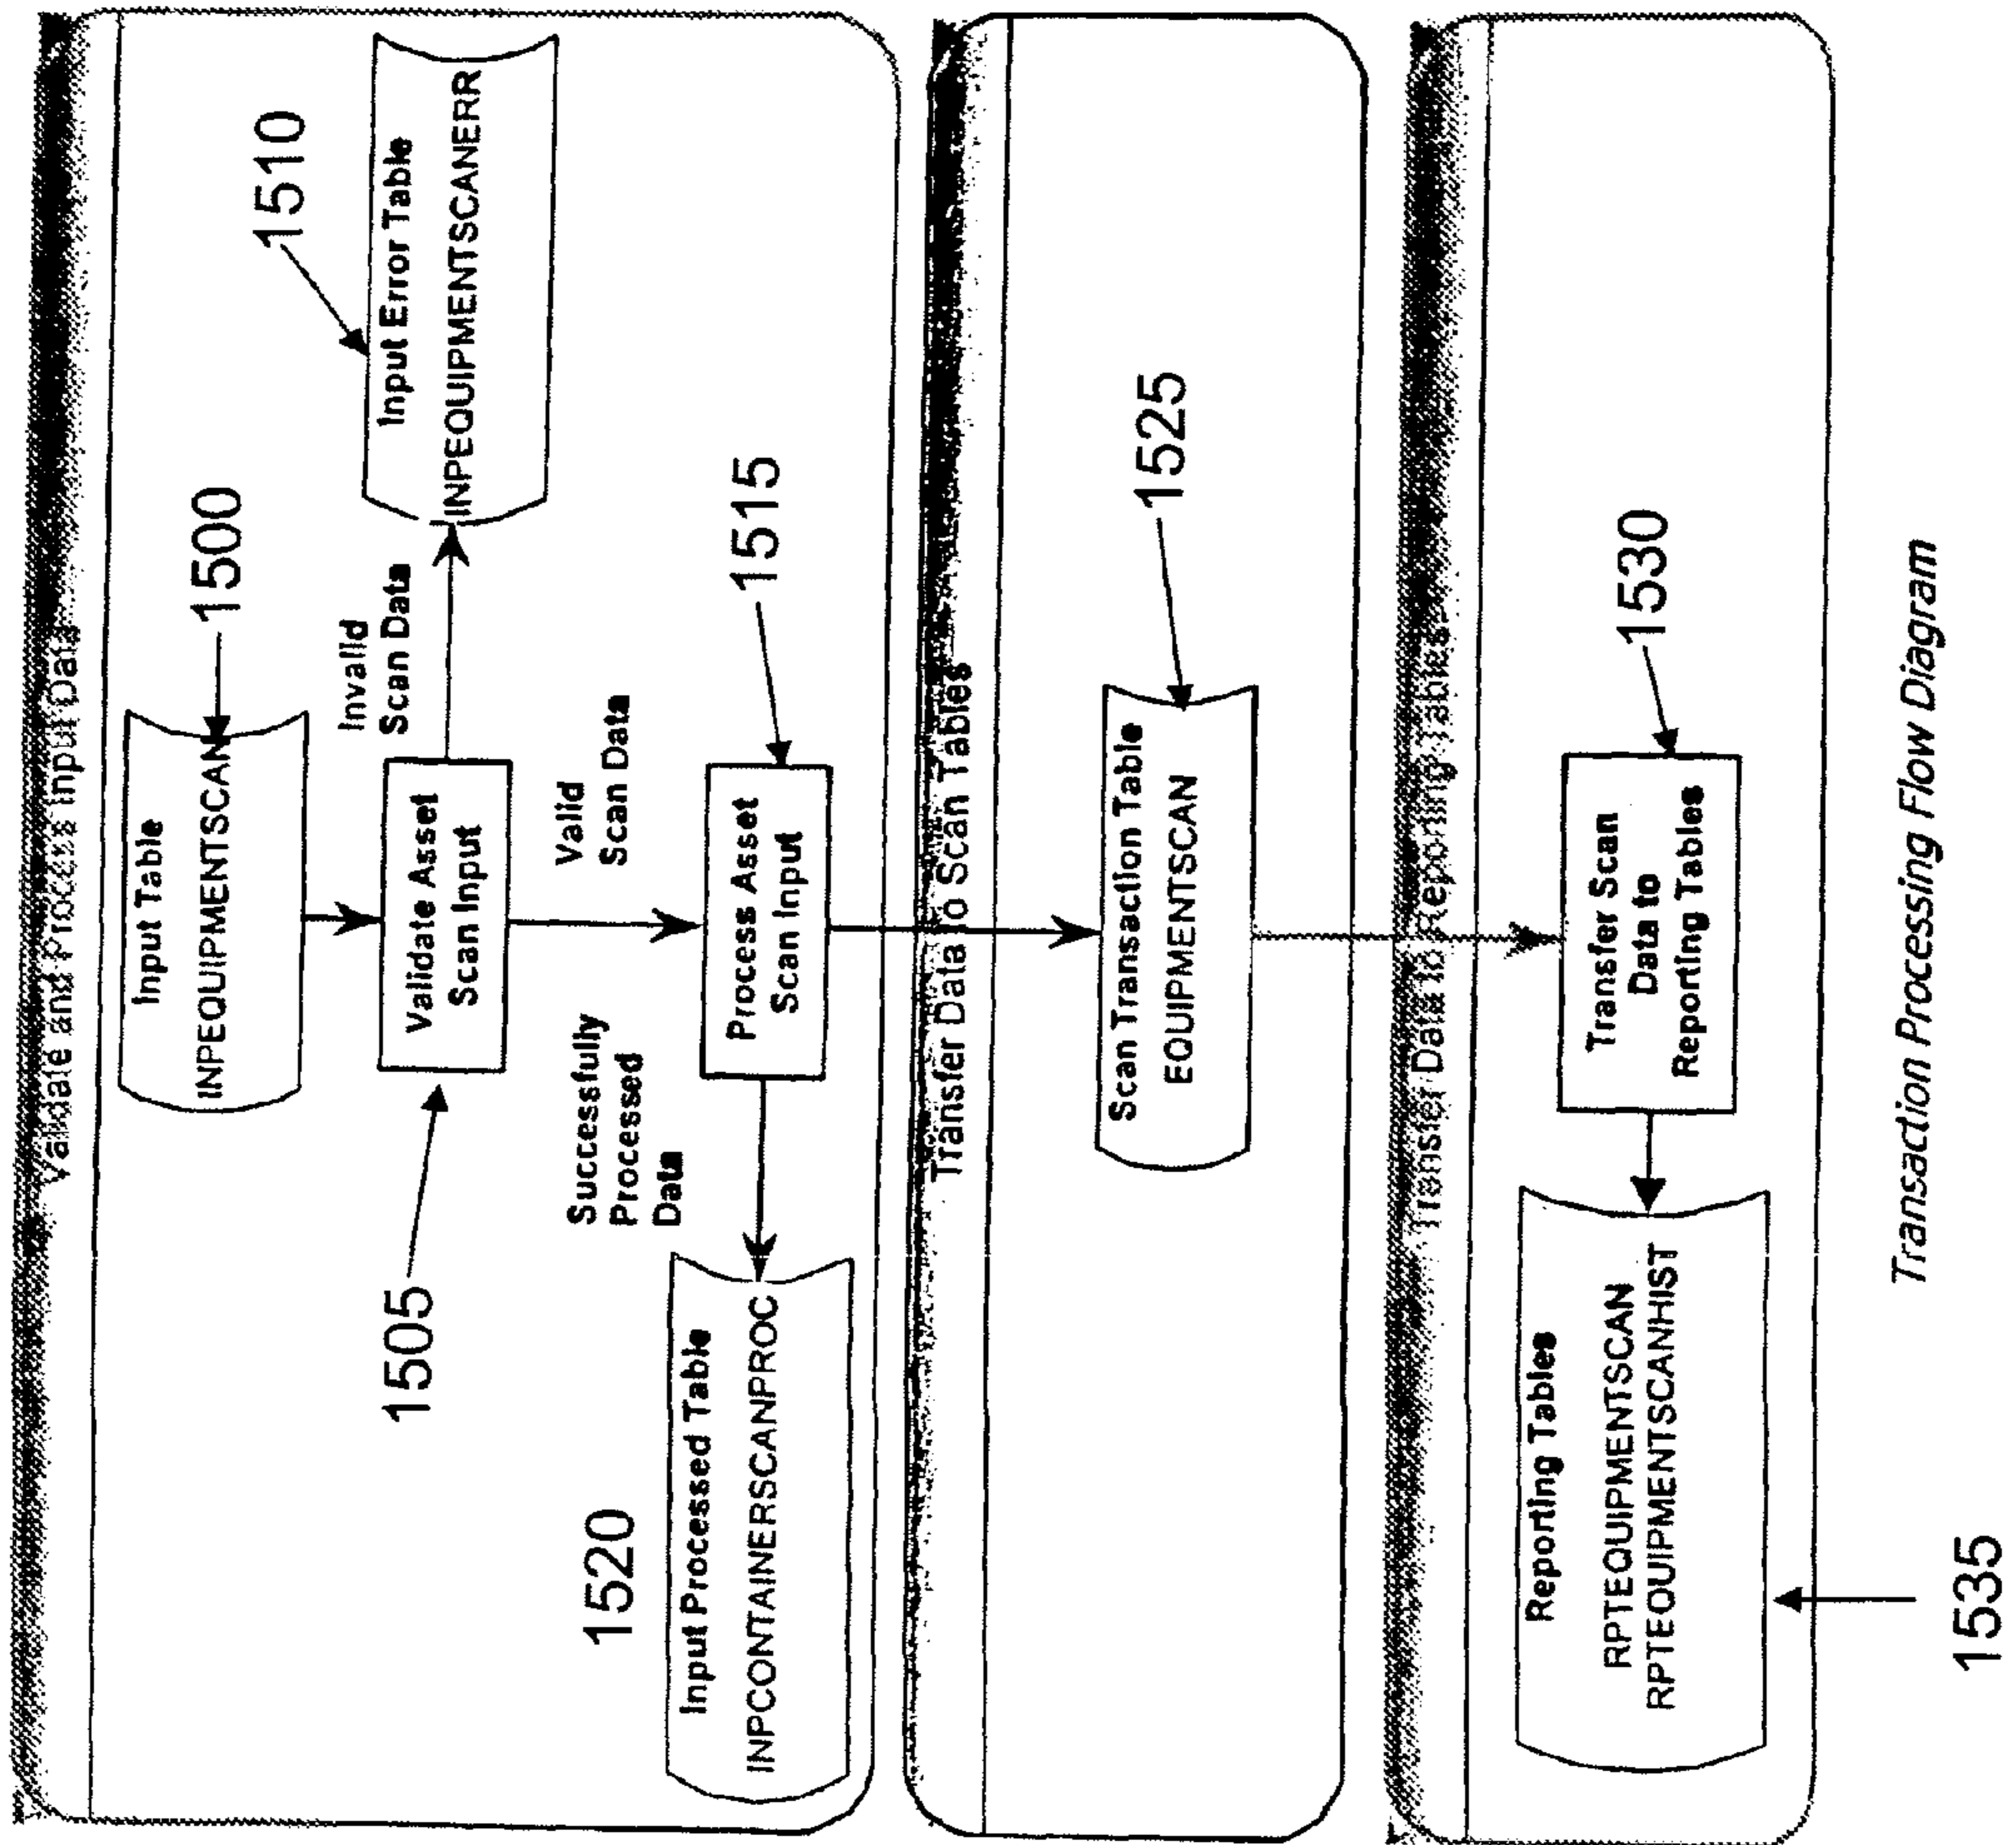 Validate and Process Input Data
Input Table
INPEQUIPMENTSCAN
1500
1505
Validate Asset
Scan Input
Invalid
Scan Data
1510
Input Error Table
INPEQUIPMENTSCANERR
Successfully
Processed
Data
Valid
Scan Data
1520
Input Processed Table
INPCONTAINERSCANPROC
Process Asset
Scan Input
1515
Transfer Data to Scan Tables
Scan Transaction Table
EQUIPMENTSCAN
1525
Transfer Data to Reporting Tables
Reporting Tables
RPTEQUIPMENTSCAN
RPTEQUIPMENTSCANHIST
Transfer Scan
Data to
Reporting Tables
1530
1535
Transaction Processing Flow Diagram